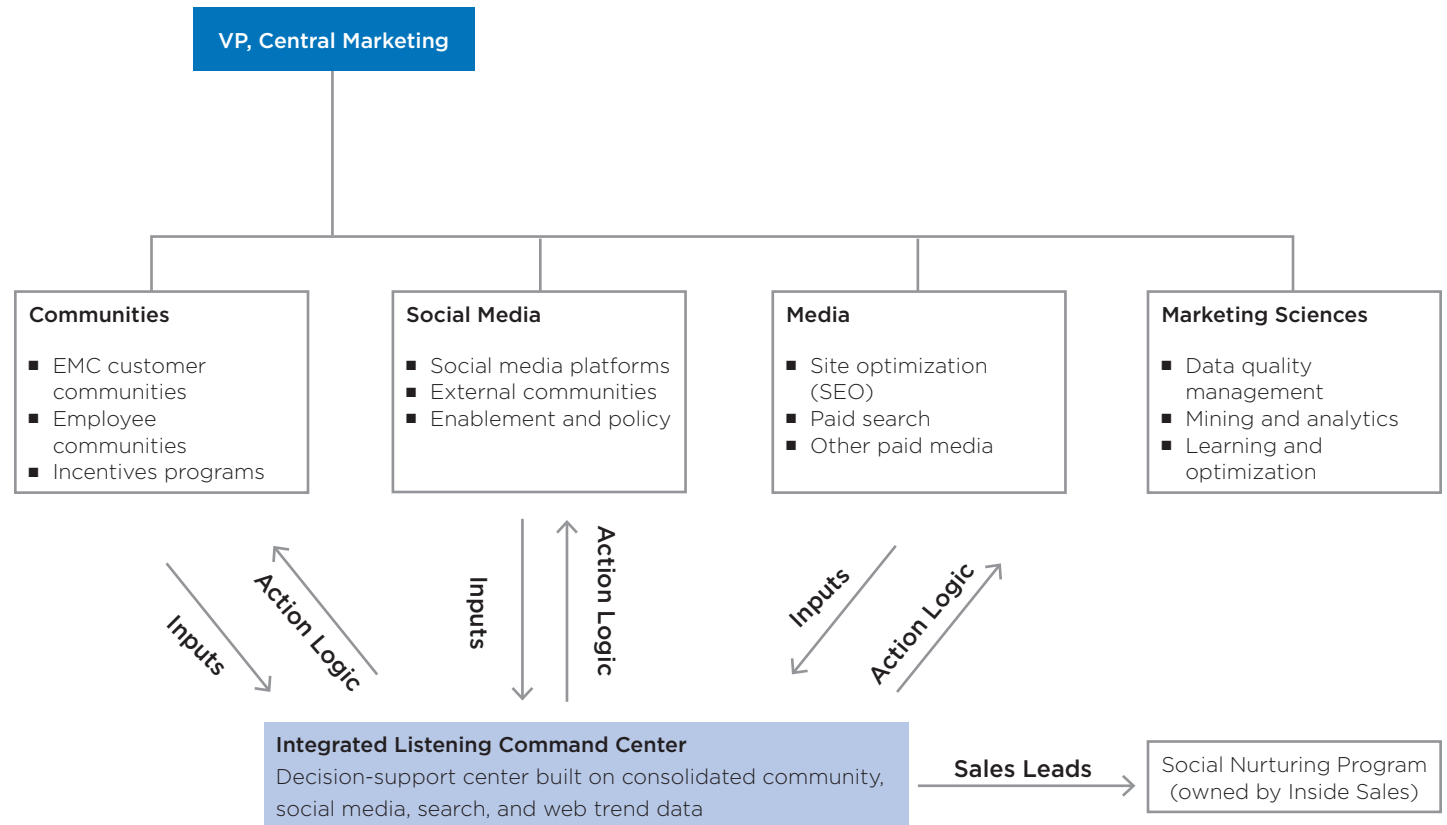 VP, Central Marketing
Communities
■ EMC customer
communities
■ Employee
communities
■ Incentives programs
Social Media
■ Social media platforms
■ External communities
■ Enablement and policy
Media
■ Site optimization
(SEO)
■ Paid search
■ Other paid media
Marketing Sciences
■ Data quality
management
■ Mining and analytics
■ Learning and
optimization
Inputs
Action Logic
Inputs
Action Logic
Inputs
Action Logic
Integrated Listening Command Center
Decision-support center built on consolidated community,
social media, search, and web trend data
Sales Leads
Social Nurturing Program
(owned by Inside Sales)